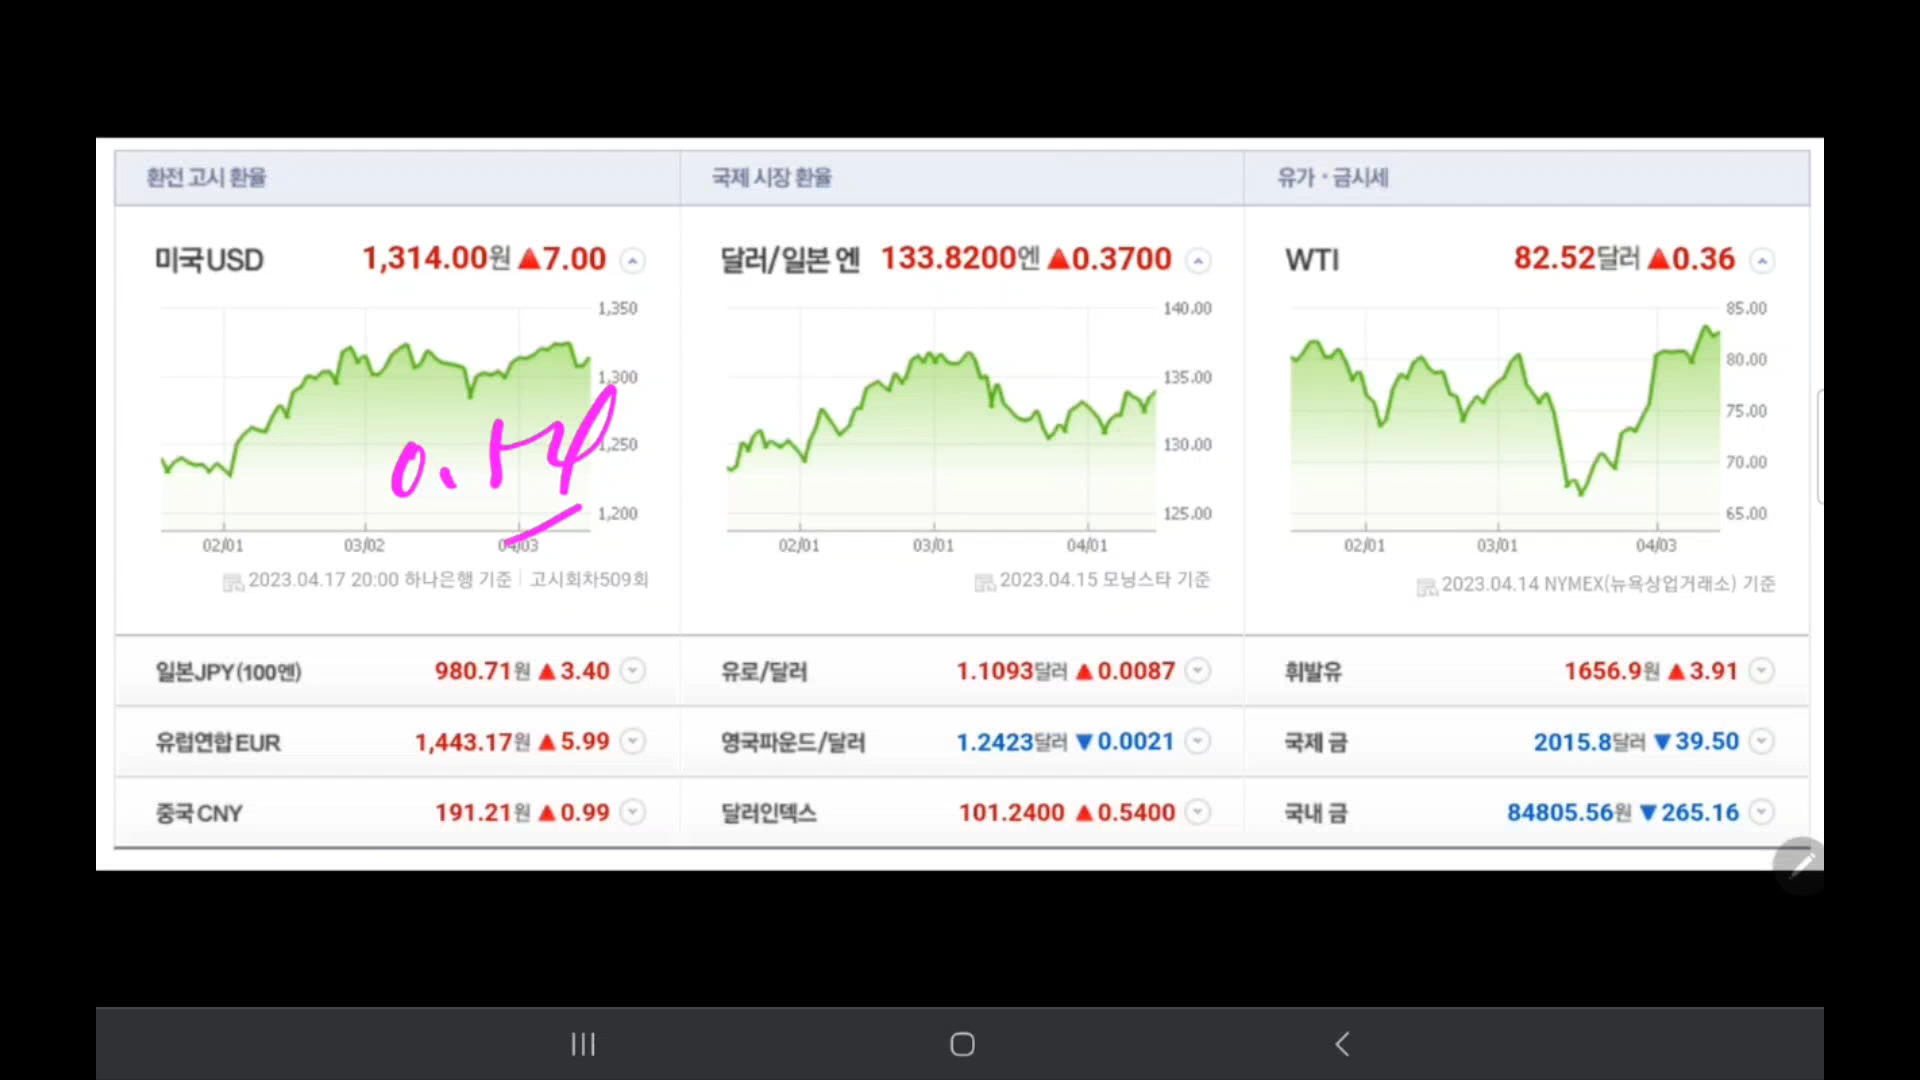 환전 고시 환율
국제 시장 환율
유가·금시세
미국USD 1,314.00원 ▲7.00
1,350
1,300
1,250
1,200
02/01 03/02 04/03
2023.04.17 20:00 하나은행 기준 고시회차509회
달러/일본 엔 133.8200엔 ▲0.3700
140.00
135.00
130.00
125.00
02/01 03/01 04/01
2023.04.15 모닝스타 기준
WTI 82.52달러 ▲0.36
85.00
80.00
75.00
70.00
65.00
02/01 03/01 04/03
2023.04.14 NYMEX(뉴욕상업거래소) 기준
일본JPY(100엔) 980.71원 ▲3.40
유로/달러 1.1093달러 ▲0.0087
휘발유 1656.9원 ▲3.91
유럽연합EUR 1,443.17원 ▲5.99
영국파운드/달러 1.2423달러 ▼0.0021
국제 금 2015.8달러 ▼39.50
중국CNY 191.21원 ▲0.99
달러인덱스 101.2400 ▲0.5400
국내 금 84805.56원 ▼265.16